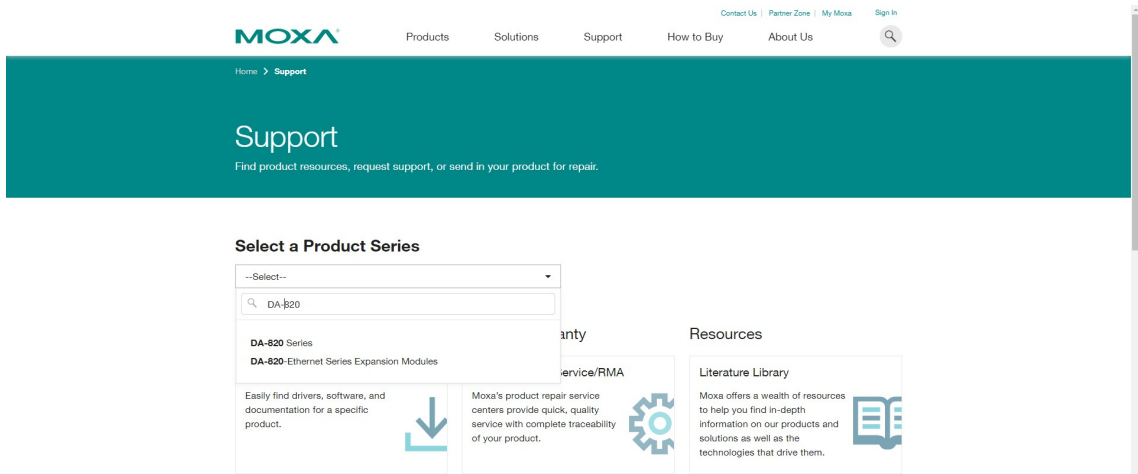 Contact Us | Partner Zone | My Moxa Sign In
MOXA®
Products Solutions Support How to Buy About Us
Home > Support
Support
Find product resources, request support, or send in your product for repair.
Select a Product Series
--Select--
DA-820
DA-820 Series
DA-820-Ethernet Series Expansion Modules
anty
Resources
Easily find drivers, software, and
documentation for a specific
product.
ervice/RMA
Moxa's product repair service
centers provide quick, quality
service with complete traceability
of your product.
Literature Library
Moxa offers a wealth of resources
to help you find in-depth
information on our products and
solutions as well as the
technologies that drive them.